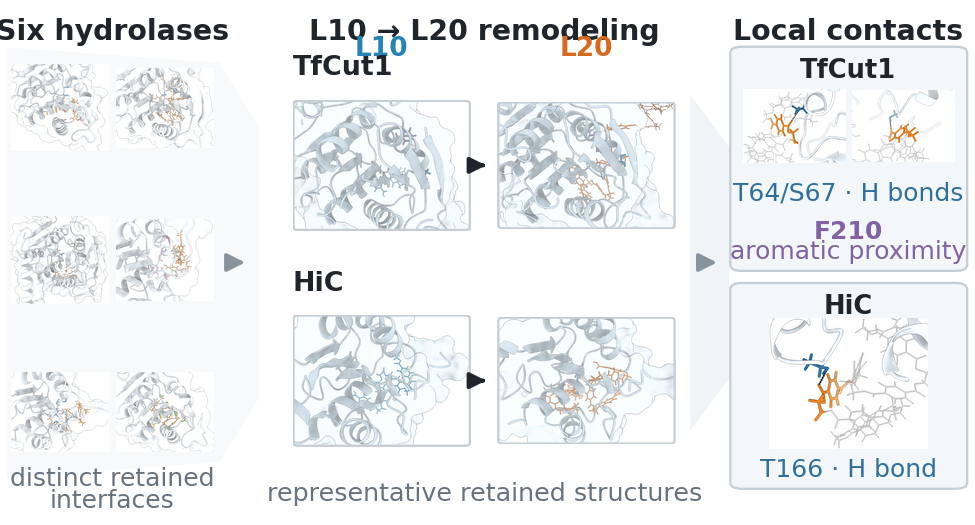 Six hydrolases
distinct retained
interfaces
L10 → L20 remodeling
L10
L20
TfCut1
HiC
representative retained structures
Local contacts
TfCut1
T64/S67 · H bonds
F210
aromatic proximity
HiC
T166 · H bond